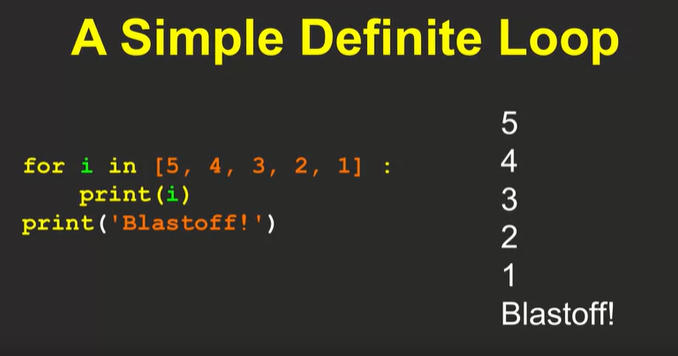 A Simple Definite Loop
for i in [5, 4, 3, 2, 1] :
    print(i)
print('Blastoff!')
5
4
3
2
1
Blastoff!